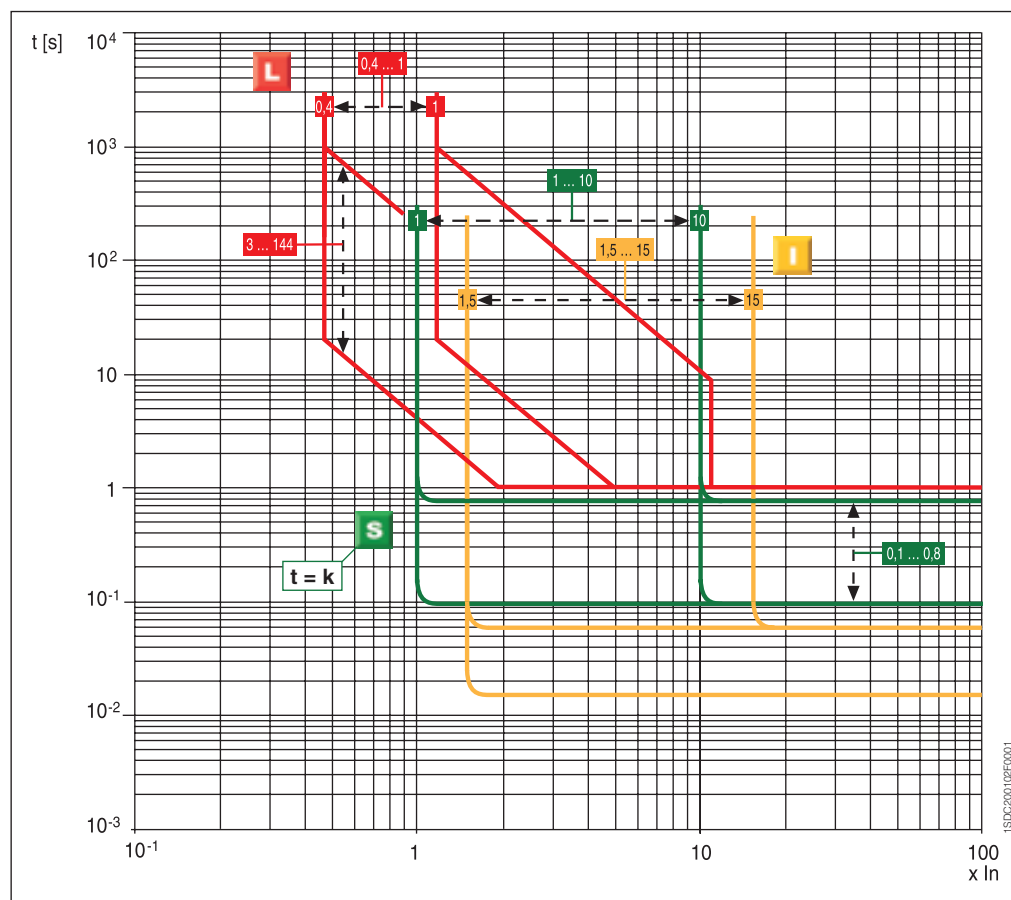 t [s]
10⁴
L
0,4 ... 1
0,4
1
10³
1 ... 10
1
10
3 ... 144
1,5 ... 15
I
10²
1,5
15
10
1
S
t = k
0,1 ... 0,8
10⁻¹
10⁻²
10⁻³
10⁻¹
1
10
100
x In
1SDC200102F0001